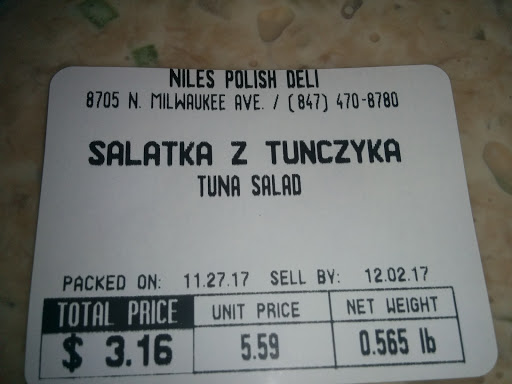 NILES POLISH DELI
8705 N. MILWAUKEE AVE. / (847) 470-8780
SALATKA Z TUNCZYKA
TUNA SALAD
PACKED ON: 11.27.17 SELL BY: 12.02.17
TOTAL PRICE UNIT PRICE NET WEIGHT
$ 3.16 5.59 0.565 lb